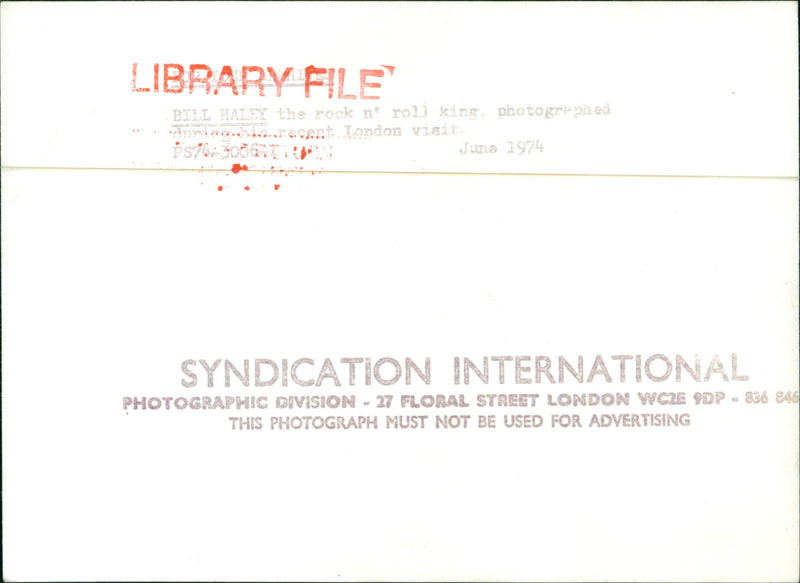 LIBRARY FILE
BILL HALEY the rock n' roll king, photographed
during his recent London visit.
June 1974
SYNDICATION INTERNATIONAL
PHOTOGRAPHIC DIVISION - 27 FLORAL STREET LONDON WC2E 9DP - 836 846
THIS PHOTOGRAPH MUST NOT BE USED FOR ADVERTISING